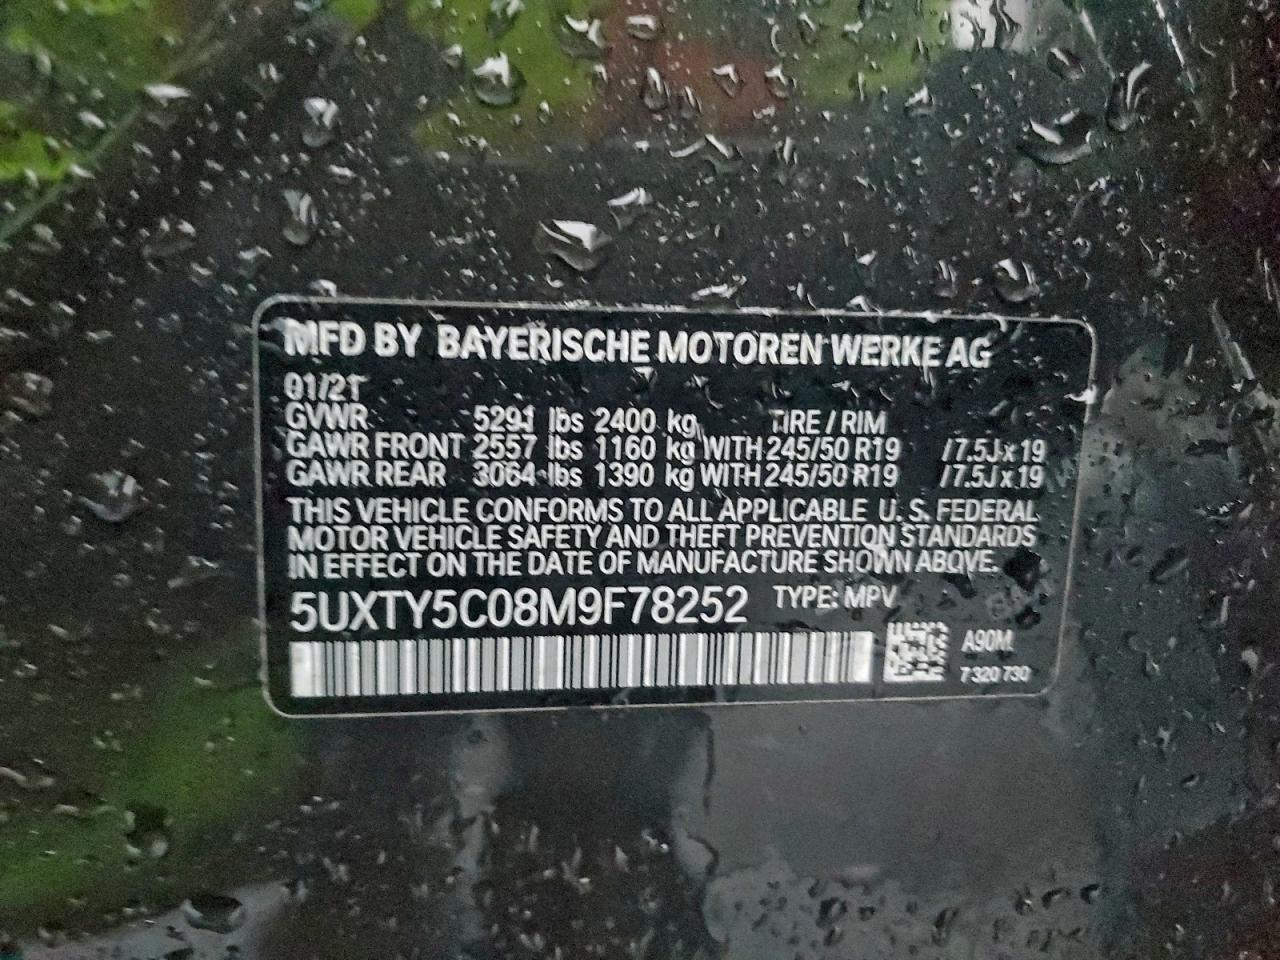 MFD BY BAYERISCHE MOTOREN WERKE AG
01/21
GVWR 5291 lbs 2400 kg TIRE / RIM
GAWR FRONT 2557 lbs 1160 kg WITH 245/50 R19 /7.5J x 19
GAWR REAR 3064 lbs 1390 kg WITH 245/50 R19 /7.5J x 19
THIS VEHICLE CONFORMS TO ALL APPLICABLE U.S. FEDERAL
MOTOR VEHICLE SAFETY AND THEFT PREVENTION STANDARDS
IN EFFECT ON THE DATE OF MANUFACTURE SHOWN ABOVE.
5UXTY5C08M9F78252 TYPE: MPV
A90M
7 320 730